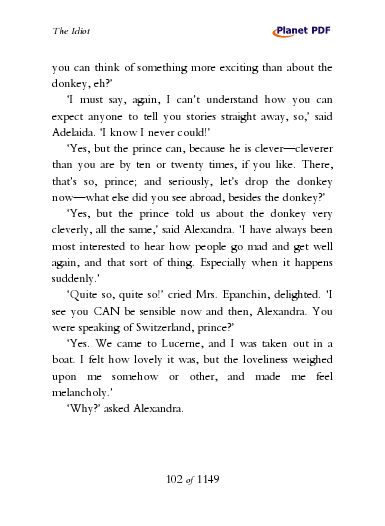 The Idiot
Planet PDF
you can think of something more exciting than about the
donkey, eh?’
‘I must say, again, I can’t understand how you can
expect anyone to tell you stories straight away, so,’ said
Adelaida. ‘I know I never could!’
‘Yes, but the prince can, because he is clever—cleverer
than you are by ten or twenty times, if you like. There,
that’s so, prince; and seriously, let’s drop the donkey
now—what else did you see abroad, besides the donkey?’
‘Yes, but the prince told us about the donkey very
cleverly, all the same,’ said Alexandra. ‘I have always been
most interested to hear how people go mad and get well
again, and that sort of thing. Especially when it happens
suddenly.’
‘Quite so, quite so!’ cried Mrs. Epanchin, delighted. ‘I
see you CAN be sensible now and then, Alexandra. You
were speaking of Switzerland, prince?’
‘Yes. We came to Lucerne, and I was taken out in a
boat. I felt how lovely it was, but the loveliness weighed
upon me somehow or other, and made me feel
melancholy.’
‘Why?’ asked Alexandra.
102 of 1149